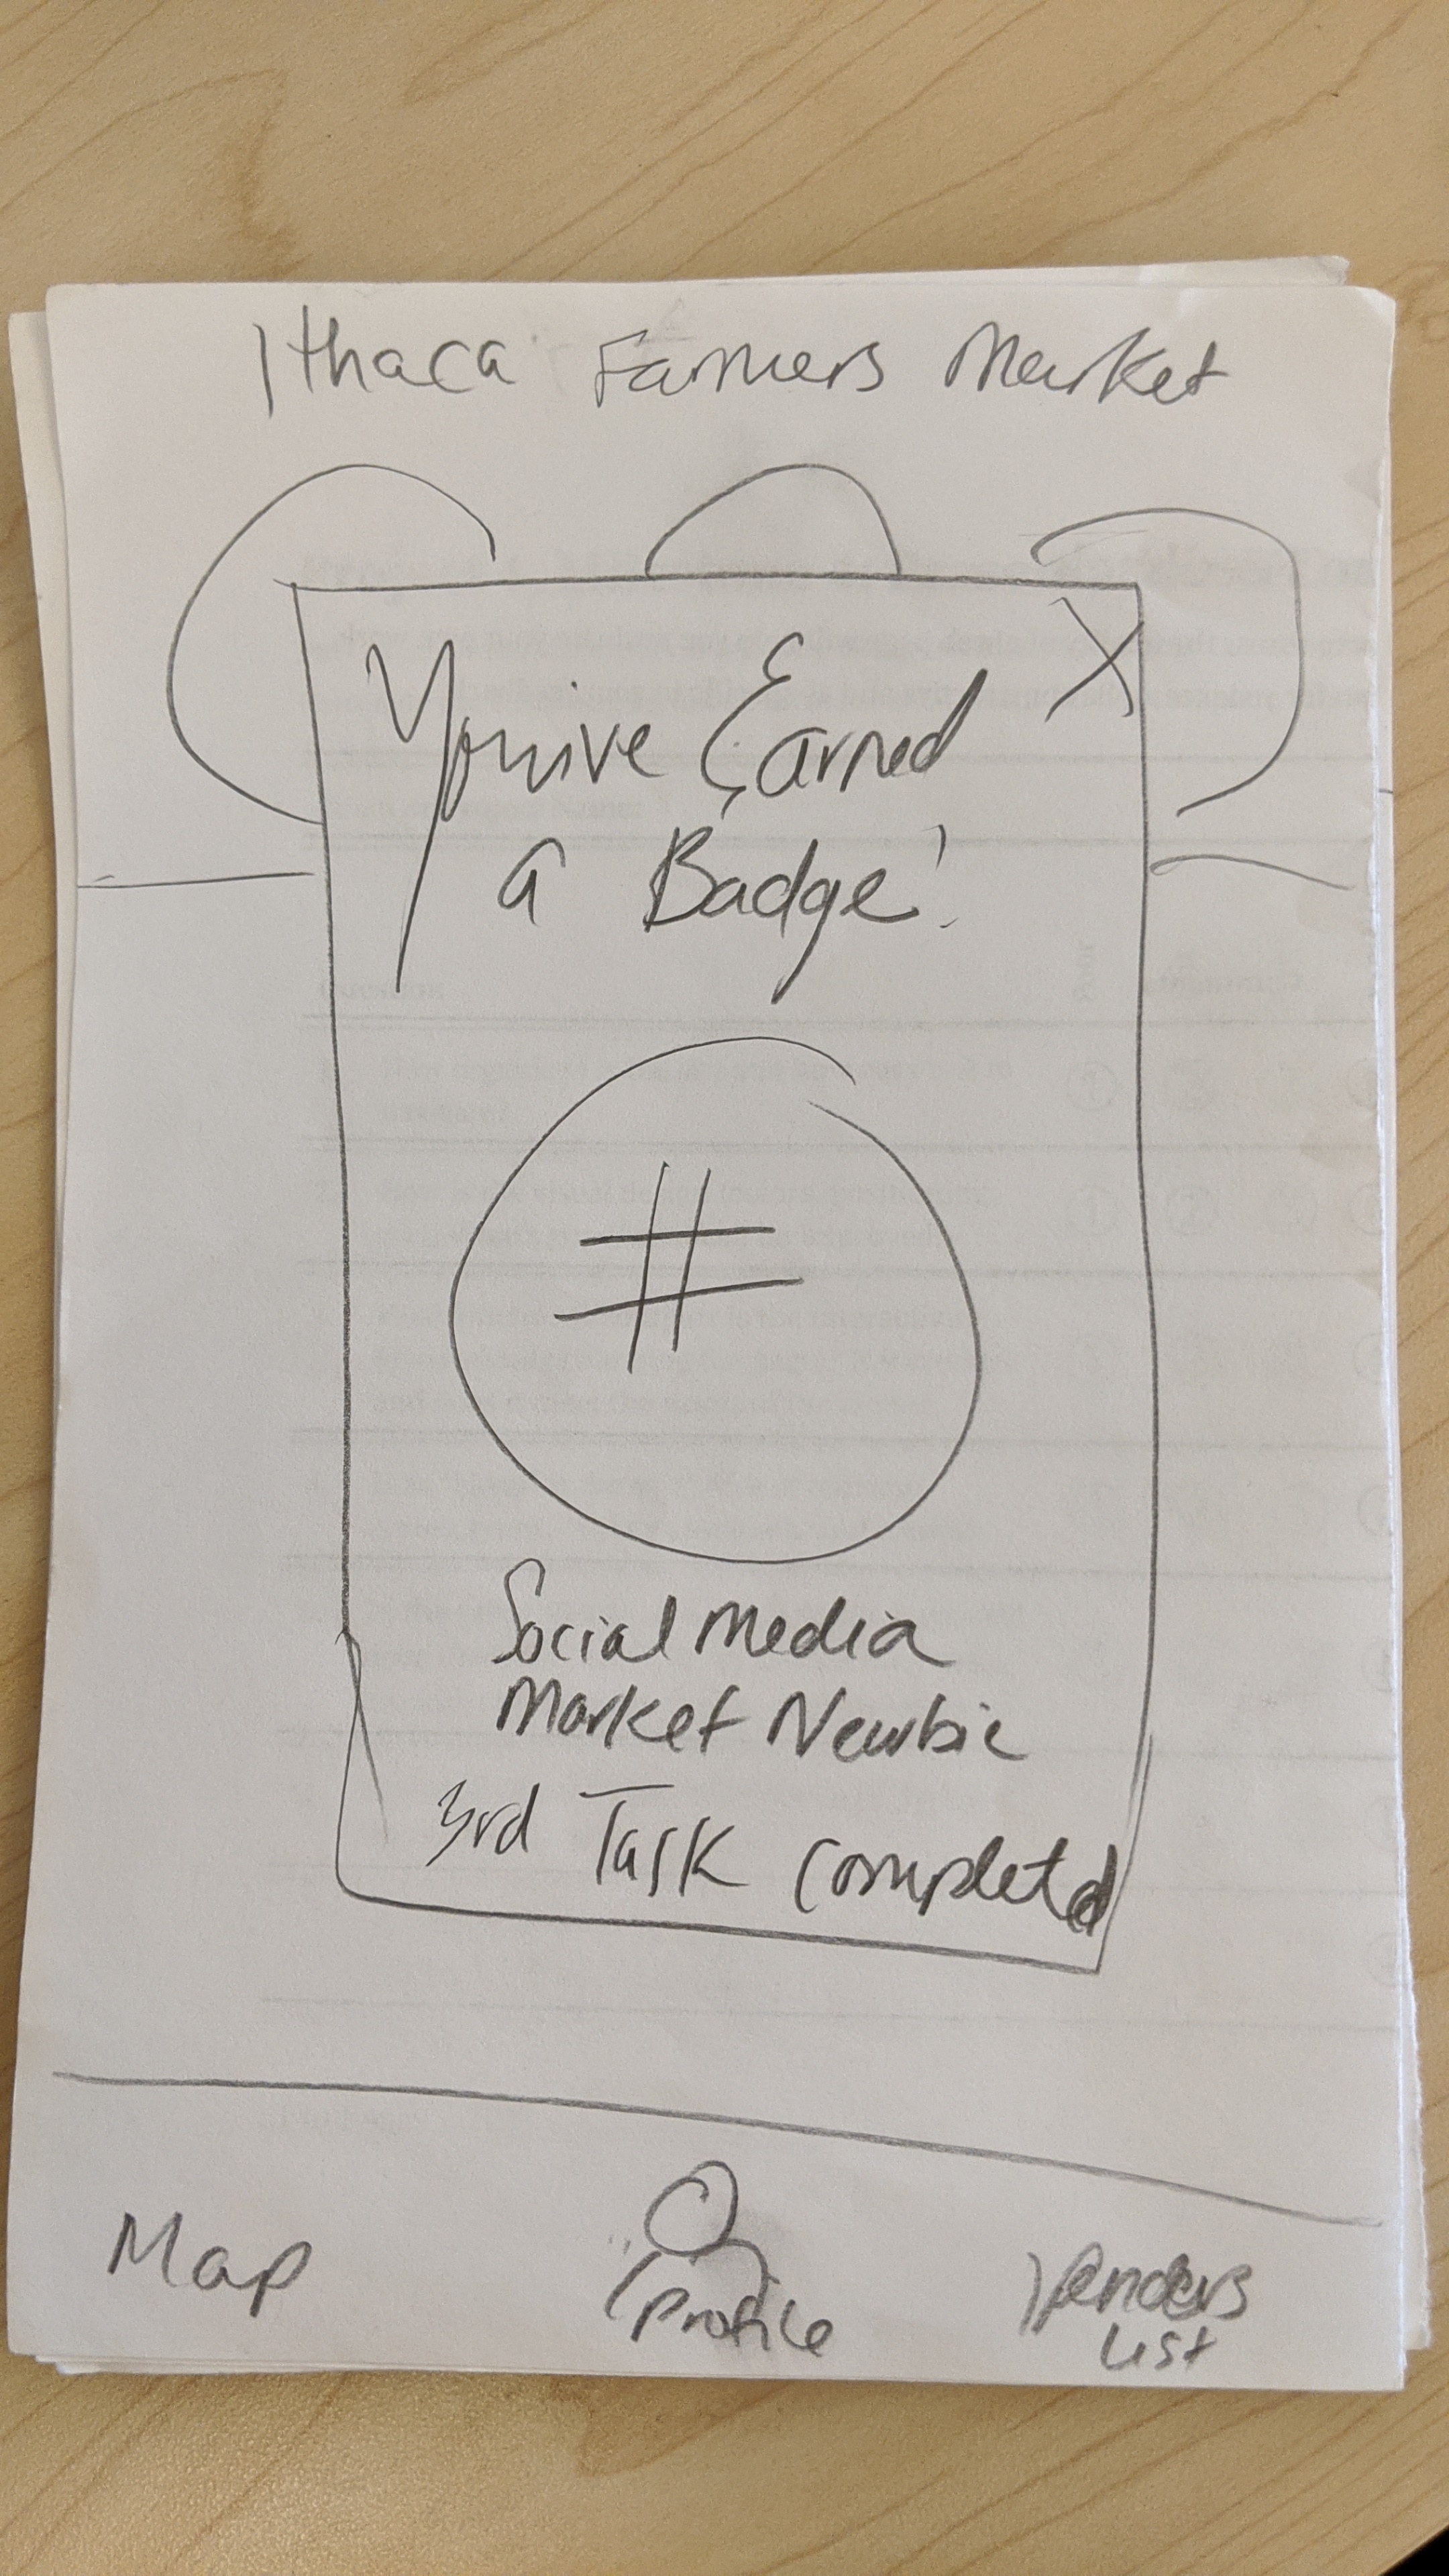 Ithaca Farmers Market
X
You've Earned
a Badge!
#
Social Media
Market Newbie
3rd Task Completed
Map
Profile
Vendors
List